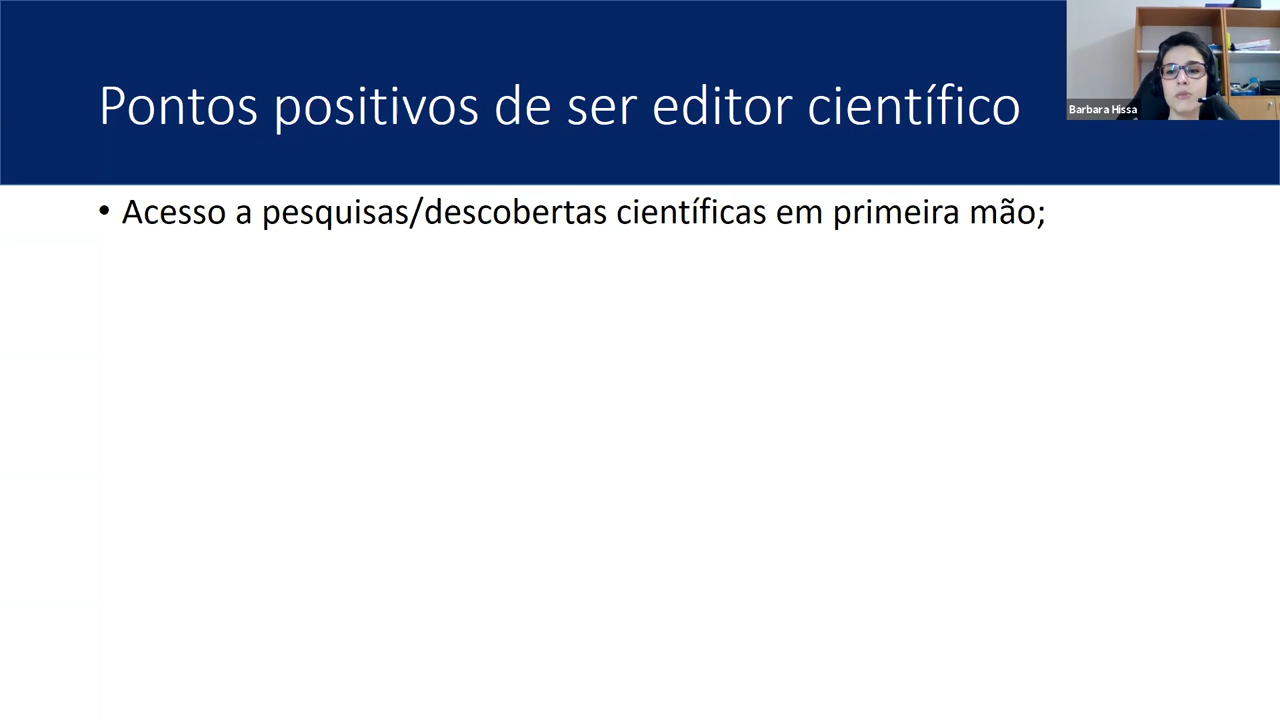 Pontos positivos de ser editor científico
Barbara Hissa
• Acesso a pesquisas/descobertas científicas em primeira mão;